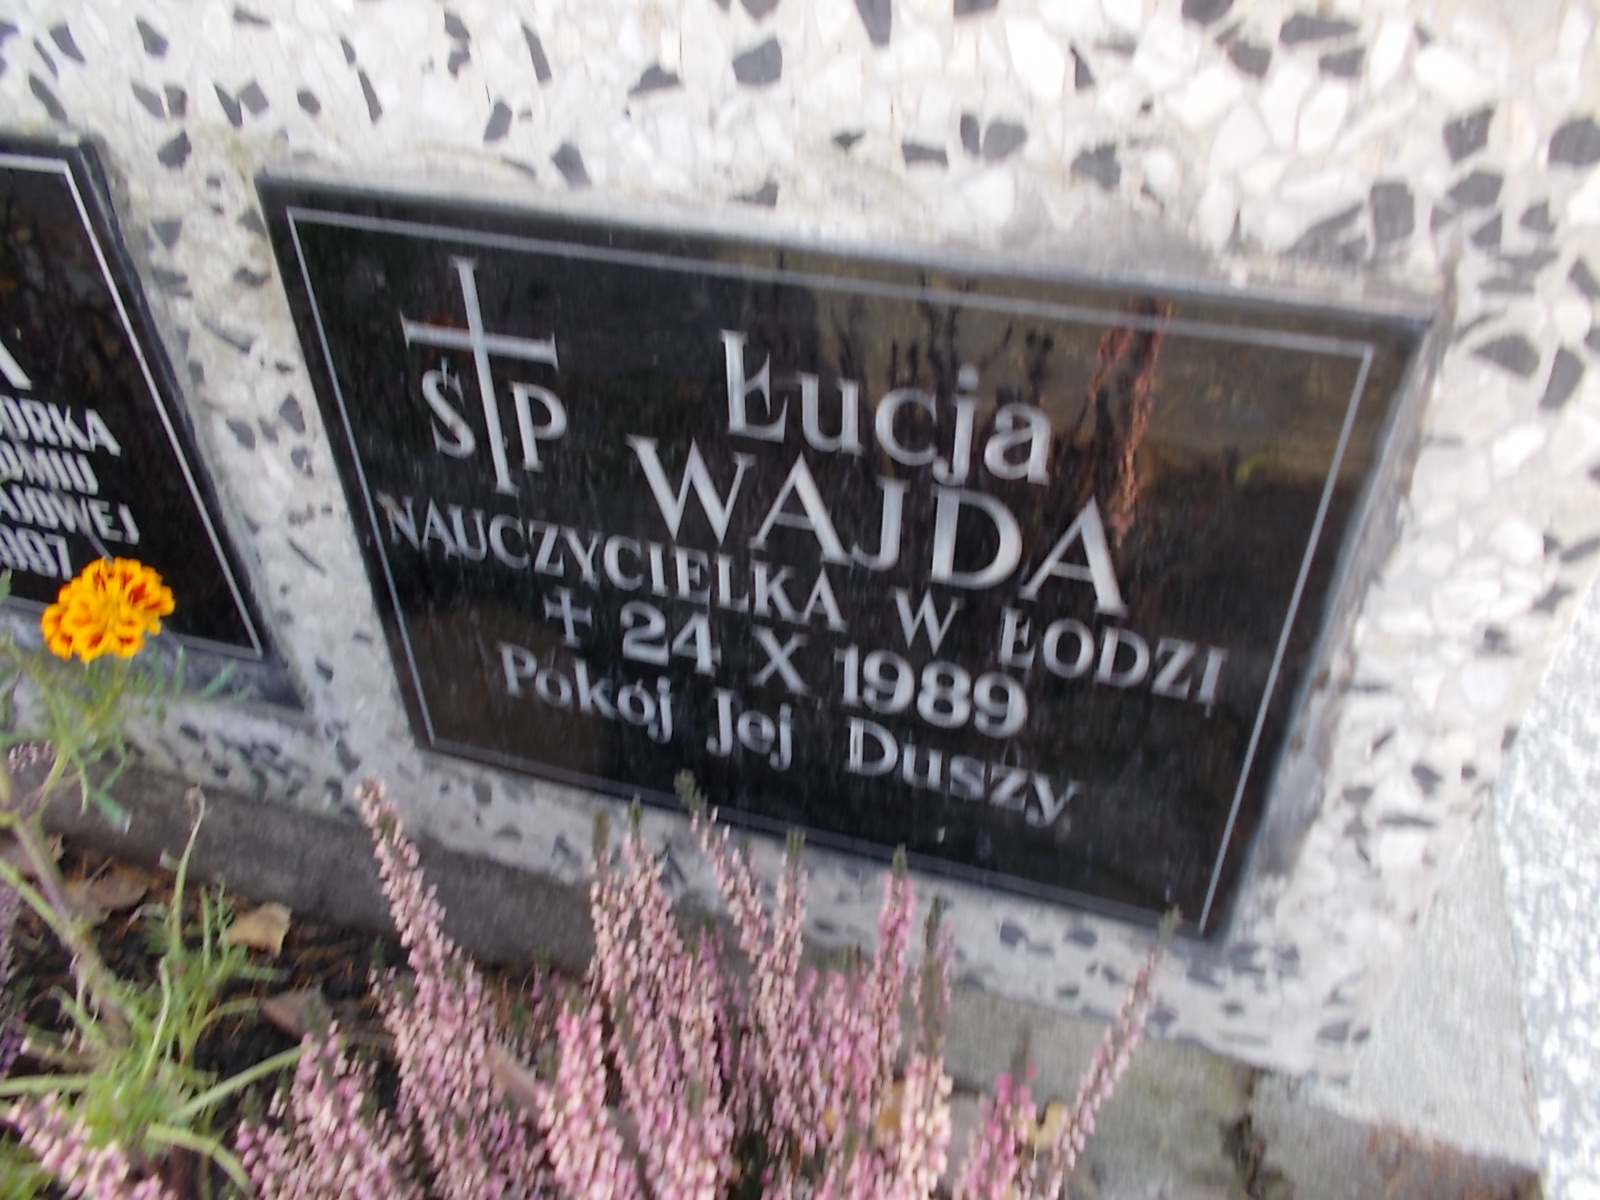 ŚP
Łucja
WAJDA
NAUCZYCIELKA W ŁODZI
+ 24 X 1989
Pokój Jej Duszy